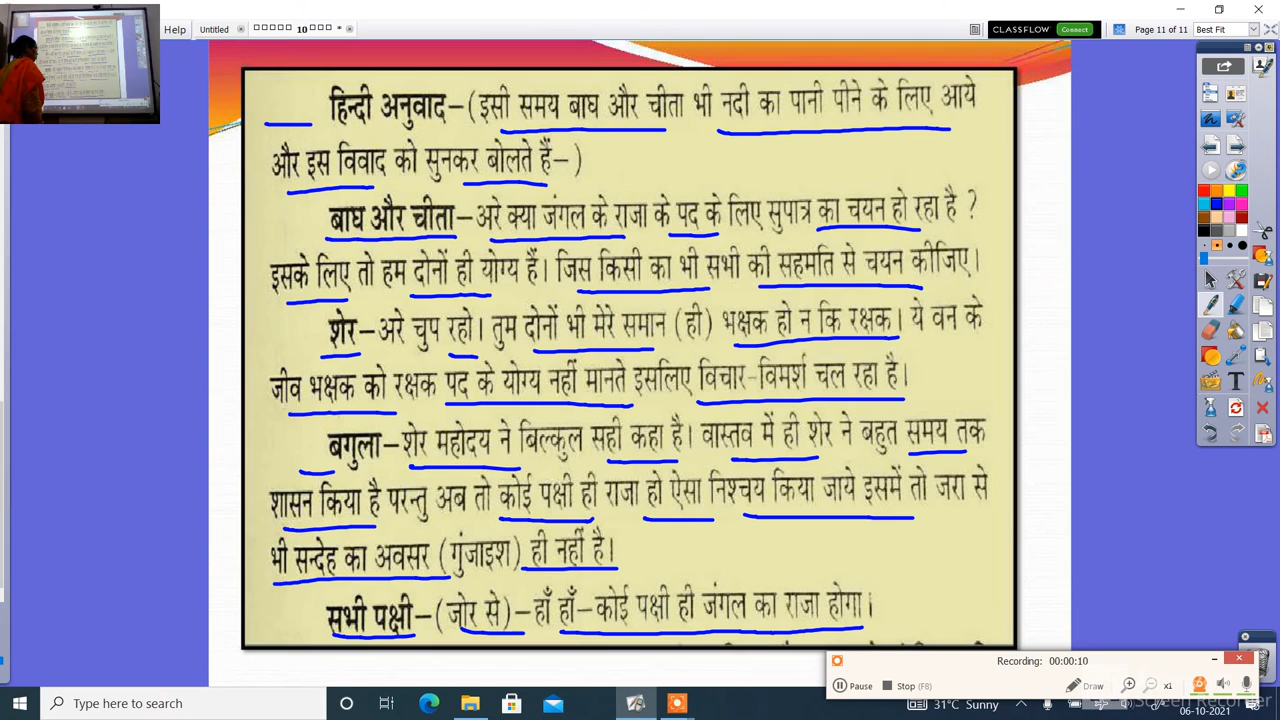 Help
Untitled
10
*
CLASSFLOW Connect
Page 11 of 11
Best Fit
हिन्दी अनुवाद–(इसी समय बाघ और चीता भी नदी का पानी पीने के लिए आये
और इस विवाद को सुनकर बोलते हैं–)
बाघ और चीता–अरे क्या जंगल के राजा के पद के लिए सुपात्र का चयन हो रहा है ?
इसके लिए तो हम दोनों ही योग्य हैं। जिस किसी का भी सभी की सहमति से चयन कीजिए।
शेर–अरे चुप रहो। तुम दोनों भी मेरे समान (ही) भक्षक हो न कि रक्षक। ये वन के
जीव भक्षक को रक्षक पद के योग्य नहीं मानते इसलिए विचार-विमर्श चल रहा है।
बगुला–शेर महोदय ने बिल्कुल सही कहा है। वास्तव में ही शेर ने बहुत समय तक
शासन किया है परन्तु अब तो कोई पक्षी ही राजा हो ऐसा निश्चय किया जाये इसमें तो जरा से
भी सन्देह का अवसर (गुंजाइश) ही नहीं है।
सभी पक्षी–(जोर से)–हाँ हाँ–कोई पक्षी ही जंगल का राजा होगा।
Recording: 00:00:10
Pause
Stop (F8)
Draw
x1
Type here to search
31°C Sunny
06-10-2021